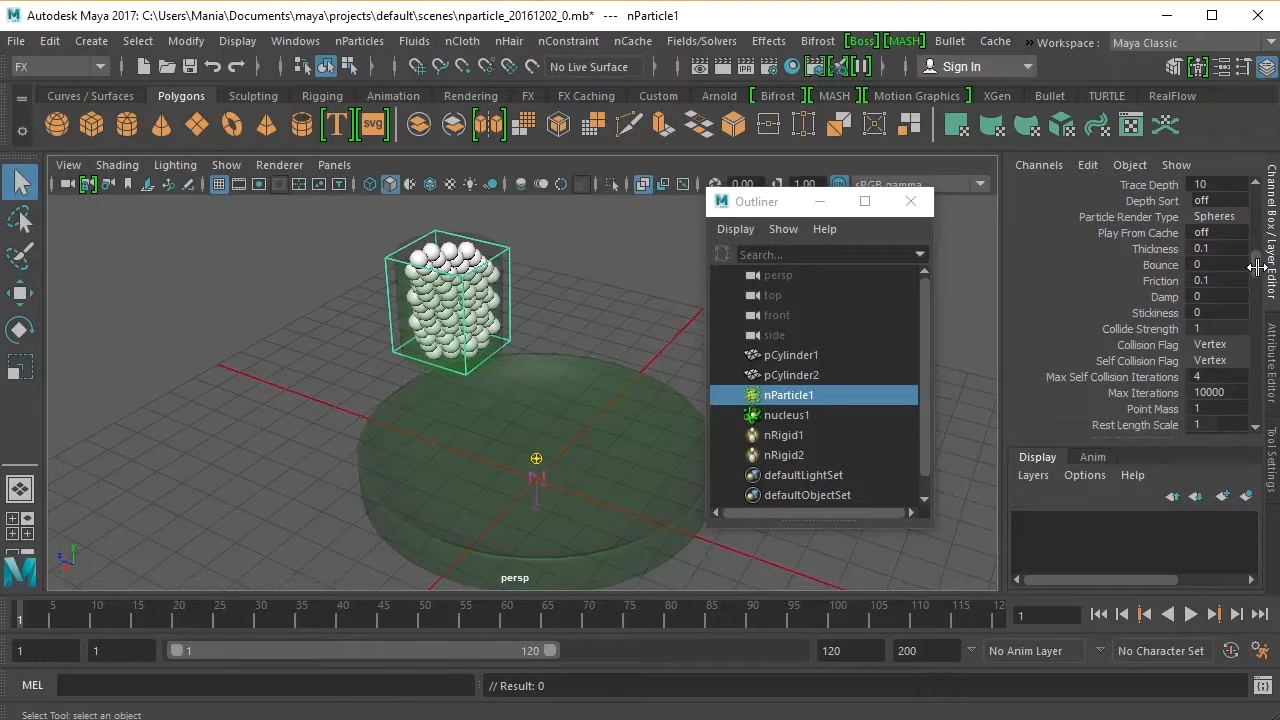 Autodesk Maya 2017: C:\Users\Mania\Documents\maya\projects\default\scenes\nparticle_20161202_0.mb* --- nParticle1
File Edit Create Select Modify Display Windows nParticles Fluids nCloth nHair nConstraint nCache Fields/Solvers Effects Bifrost [Boss] [MASH] Bullet Cache » Workspace : Maya Classic
FX No Live Surface IPR Sign In
Curves / Surfaces Polygons Sculpting Rigging Animation Rendering FX FX Caching Custom Arnold [ Bifrost ] [ MASH ] [ Motion Graphics ] XGen Bullet TURTLE RealFlow
T svg
View Shading Lighting Show Renderer Panels
0.00 1.00 sRGB gamma
Outliner
Display Show Help
Search...
persp
top
front
side
pCylinder1
pCylinder2
nParticle1
nucleus1
nRigid1
nRigid2
defaultLightSet
defaultObjectSet
N
persp
y
z
x
Channels Edit Object Show
Trace Depth 10
Depth Sort off
Particle Render Type Spheres
Play From Cache off
Thickness 0.1
Bounce 0
Friction 0.1
Damp 0
Stickiness 0
Collide Strength 1
Collision Flag Vertex
Self Collision Flag Vertex
Max Self Collision Iterations 4
Max Iterations 10000
Point Mass 1
Rest Length Scale 1
Display Anim
Layers Options Help
Channel Box / Layer Editor
Attribute Editor
Tool Settings
1 5 10 15 20 25 30 35 40 45 50 55 60 65 70 75 80 85 90 95 100 105 110 115 12
1
1 1 1 120 120 200 No Anim Layer No Character Set
MEL // Result: 0
Select Tool: select an object